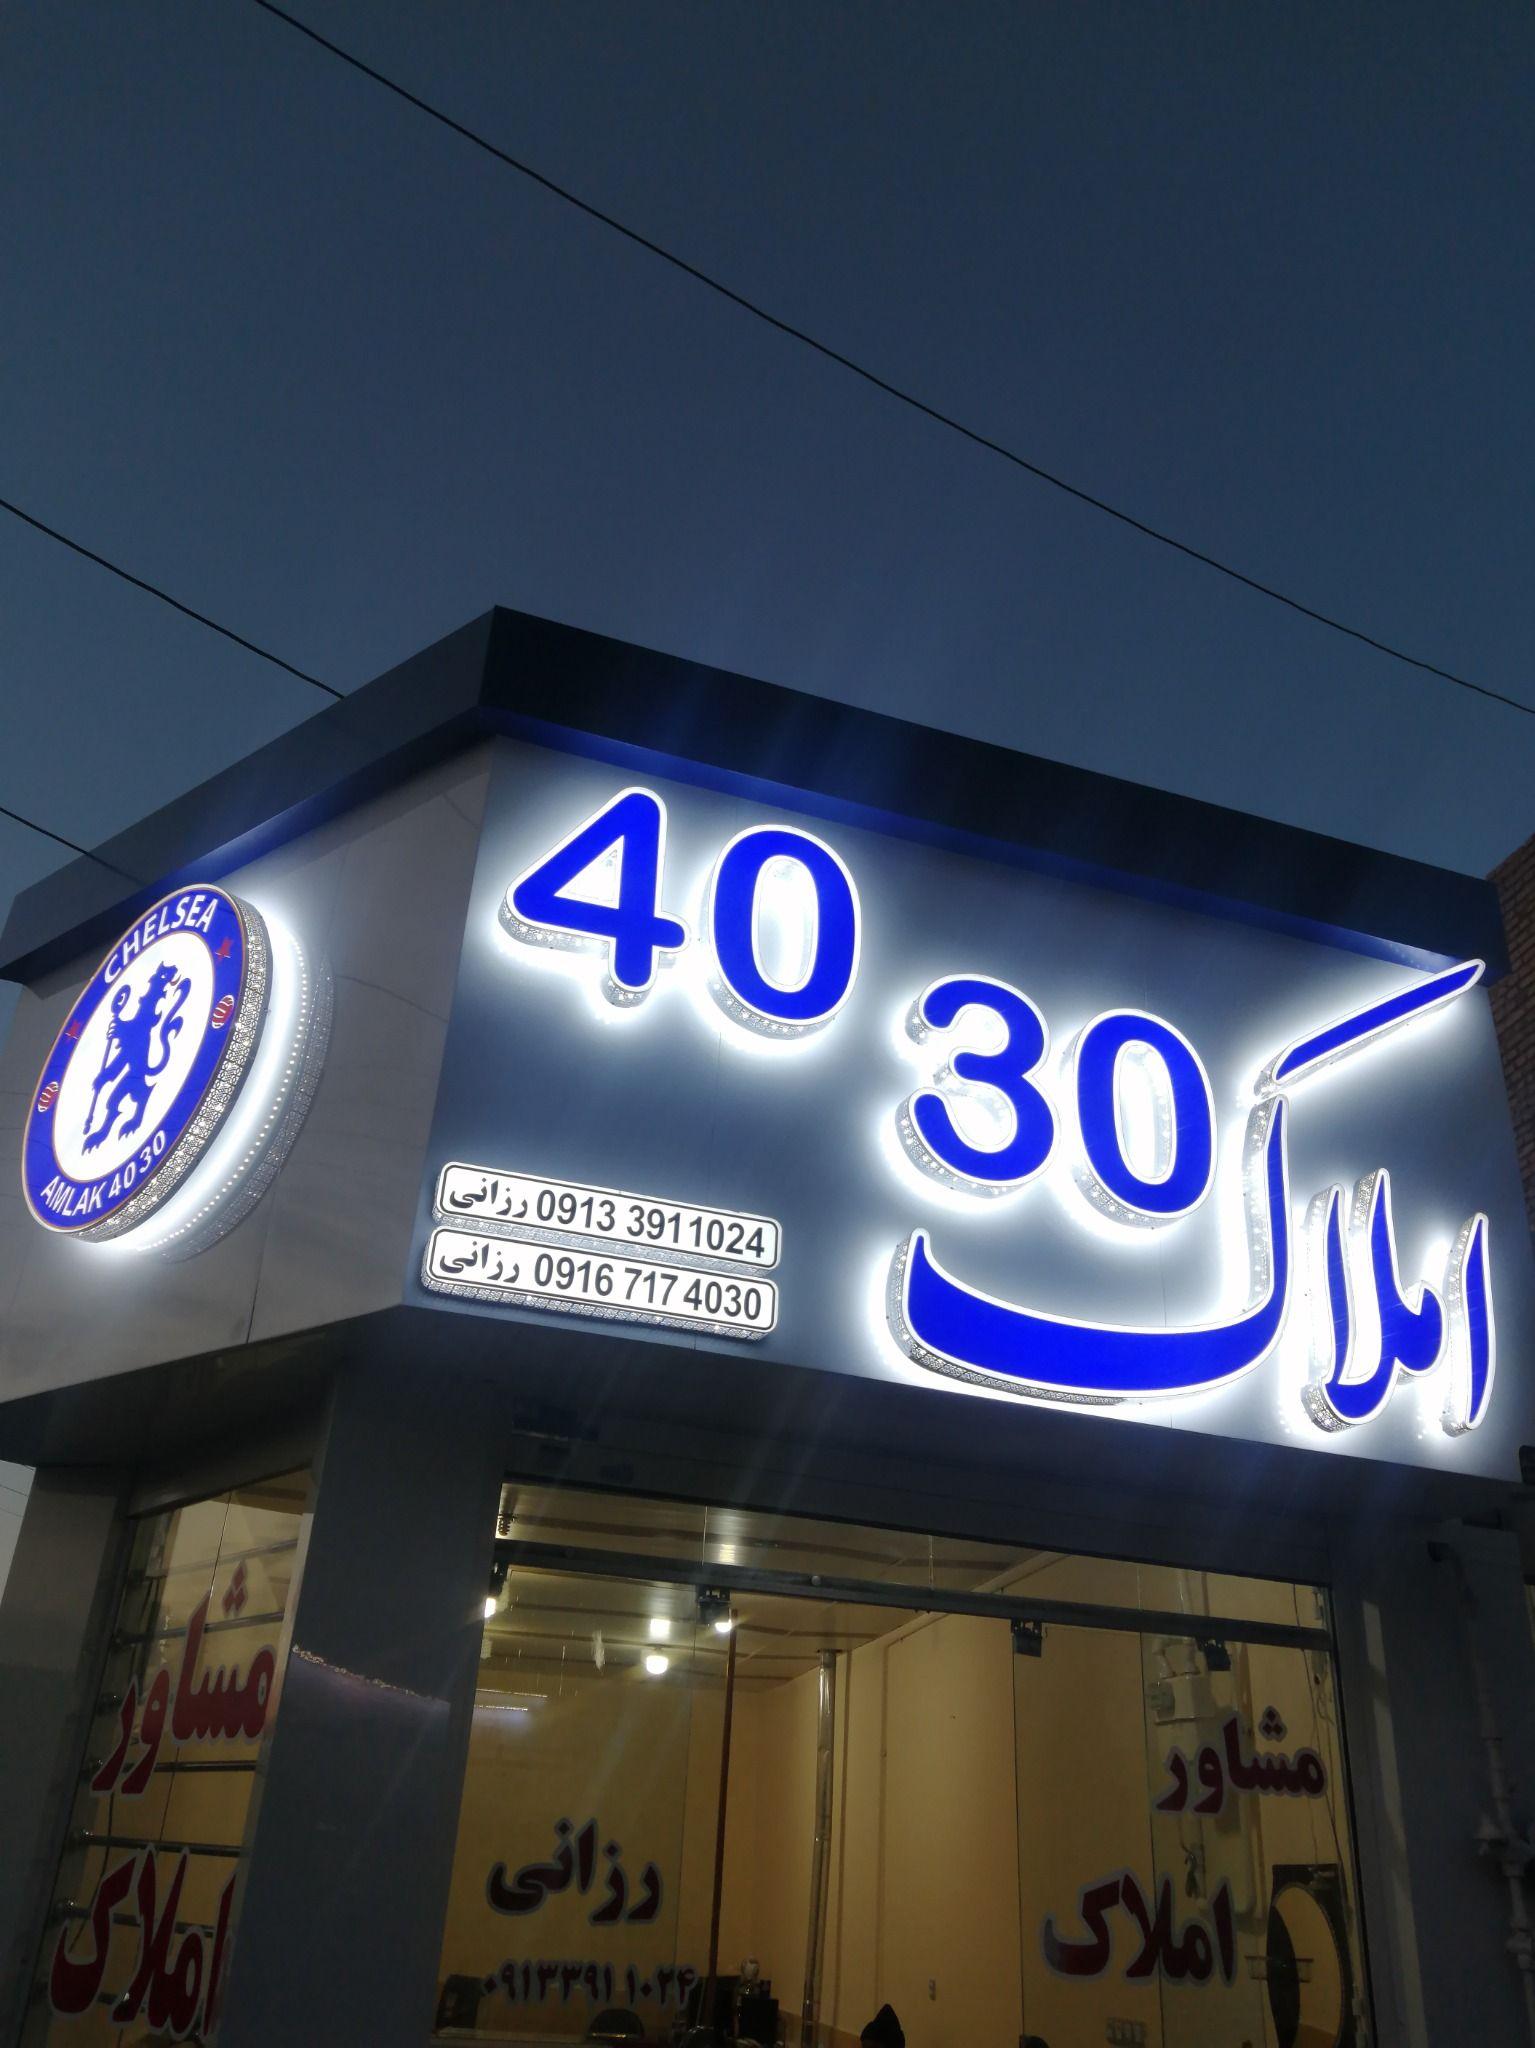 املاک 40 30
CHELSEA
AMLAK 40 30
رزانی 0913 3911024
رزانی 0916 717 4030
مشاور
املاک
رزانی
۰۹۱۳۳۹۱۱۰۲۴
مشاور
املاک